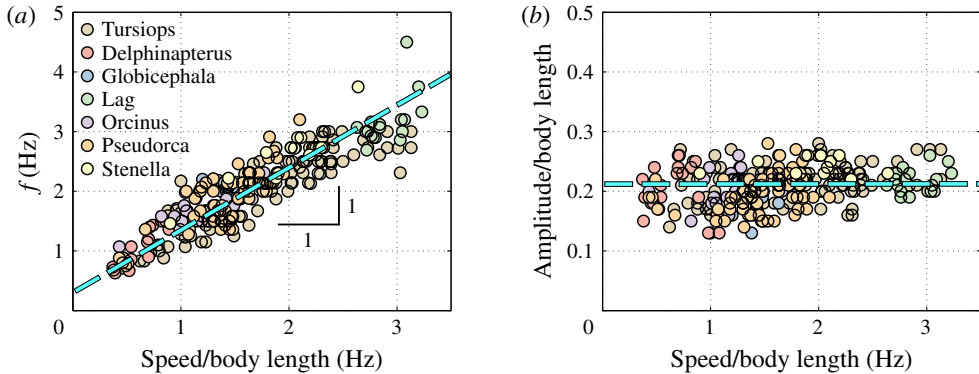 (a)
5
4
3
2
1
0
1
2
3
f (Hz)
Tursiops
Delphinapterus
Globicephala
Lag
Orcinus
Pseudorca
Stenella
1
1
Speed/body length (Hz)
(b)
0.5
0.4
0.3
0.2
0.1
0
1
2
3
Amplitude/body length
Speed/body length (Hz)